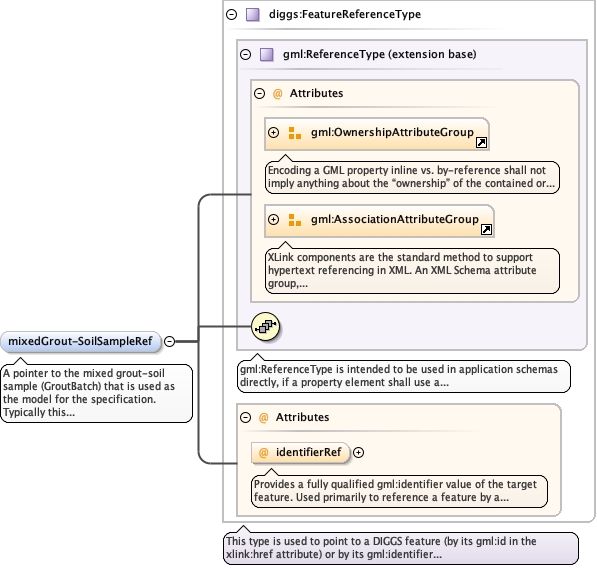 diggs:FeatureReferenceType
gml:ReferenceType (extension base)
@ Attributes
gml:OwnershipAttributeGroup
Encoding a GML property inline vs. by-reference shall not
imply anything about the “ownership” of the contained or...
gml:AssociationAttributeGroup
XLink components are the standard method to support
hypertext referencing in XML. An XML Schema attribute
group,...
mixedGrout-SoilSampleRef
A pointer to the mixed grout-soil
sample (GroutBatch) that is used as
the model for the specification.
Typically this...
gml:ReferenceType is intended to be used in application schemas
directly, if a property element shall use a...
@ Attributes
@ identifierRef
Provides a fully qualified gml:identifier value of the target
feature. Used primarily to reference a feature by a...
This type is used to point to a DIGGS feature (by its gml:id in the
xlink:href attribute) or by its gml:identifier...